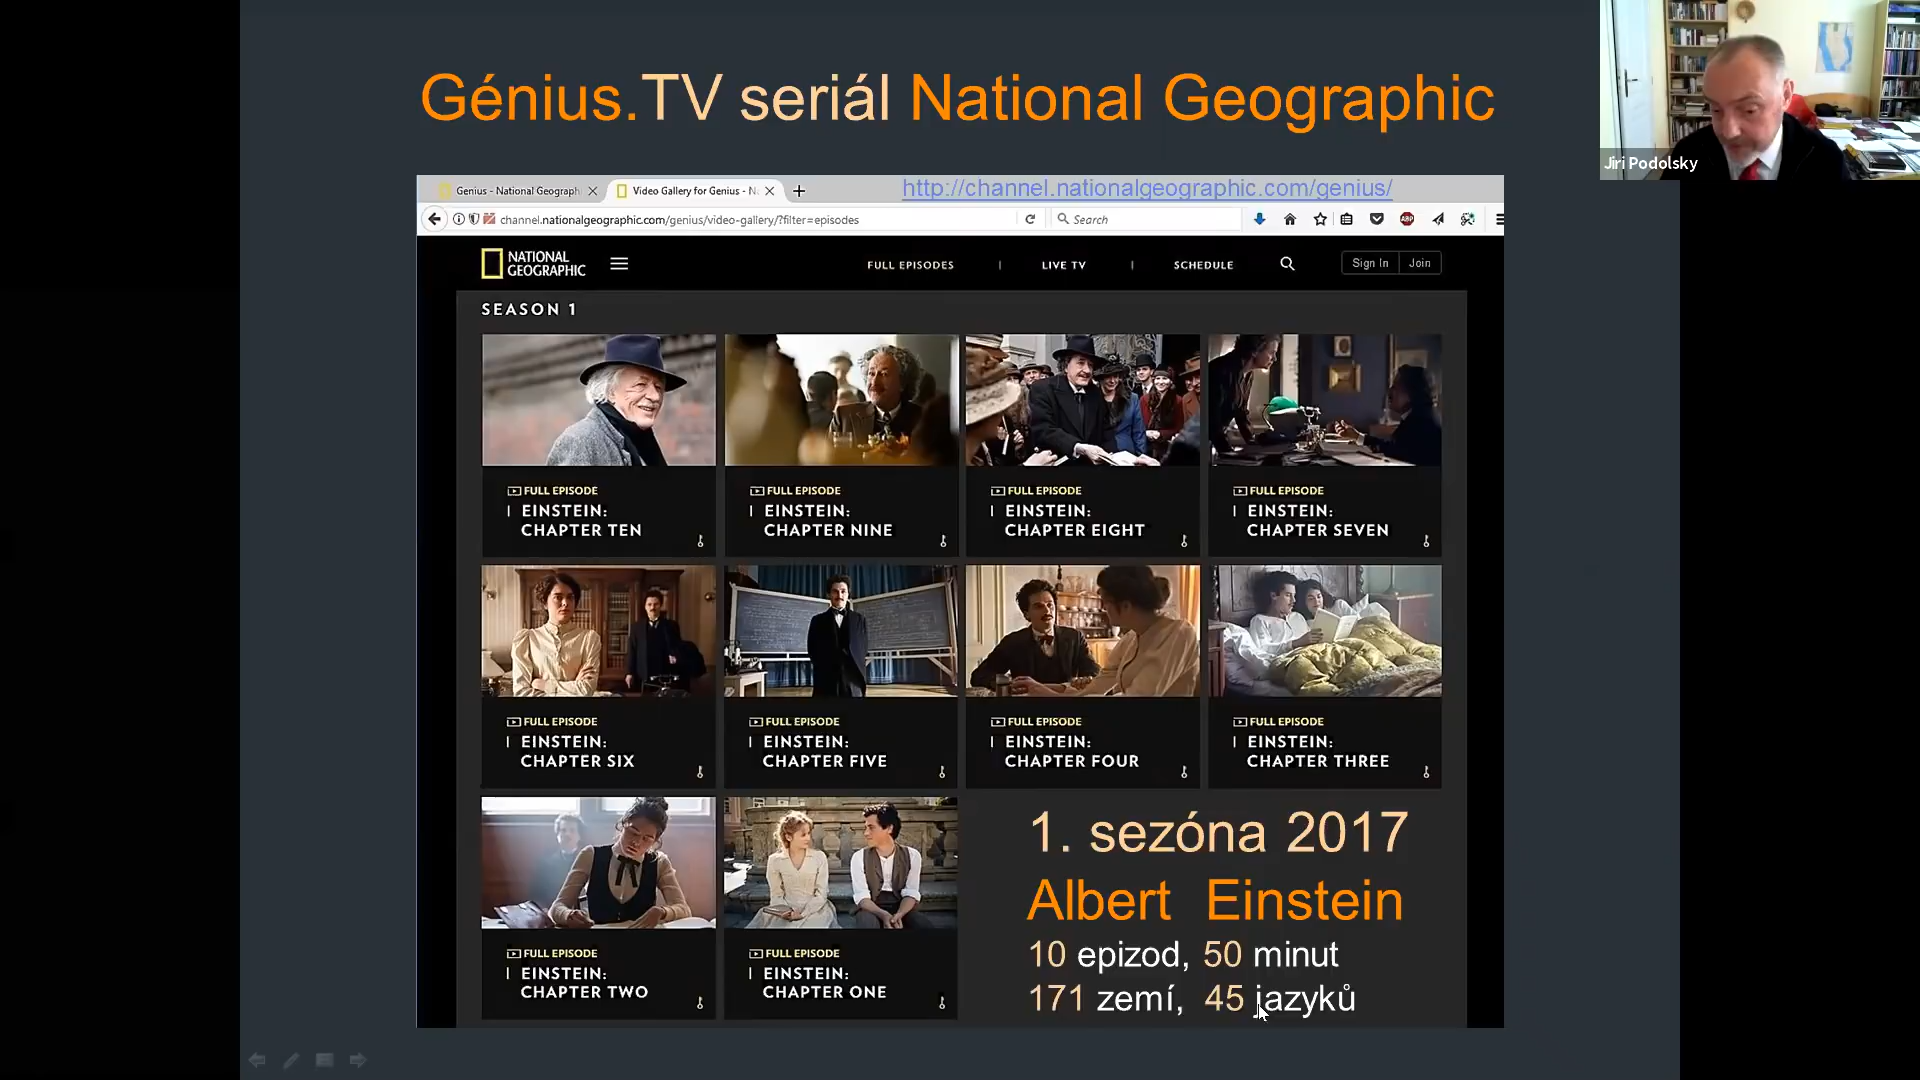 Génius.TV seriál National Geographic
Jiri Podolsky
Genius - National Geograph
Video Gallery for Genius - N
http://channel.nationalgeographic.com/genius/
channel.nationalgeographic.com/genius/video-gallery/?filter=episodes
Search
ABP
NATIONAL
GEOGRAPHIC
FULL EPISODES
LIVE TV
SCHEDULE
Sign In
Join
SEASON 1
FULL EPISODE
EINSTEIN:
CHAPTER TEN
FULL EPISODE
EINSTEIN:
CHAPTER NINE
FULL EPISODE
EINSTEIN:
CHAPTER EIGHT
FULL EPISODE
EINSTEIN:
CHAPTER SEVEN
FULL EPISODE
EINSTEIN:
CHAPTER SIX
FULL EPISODE
EINSTEIN:
CHAPTER FIVE
FULL EPISODE
EINSTEIN:
CHAPTER FOUR
FULL EPISODE
EINSTEIN:
CHAPTER THREE
FULL EPISODE
EINSTEIN:
CHAPTER TWO
FULL EPISODE
EINSTEIN:
CHAPTER ONE
1. sezóna 2017
Albert Einstein
10 epizod, 50 minut
171 zemí, 45 jazyků